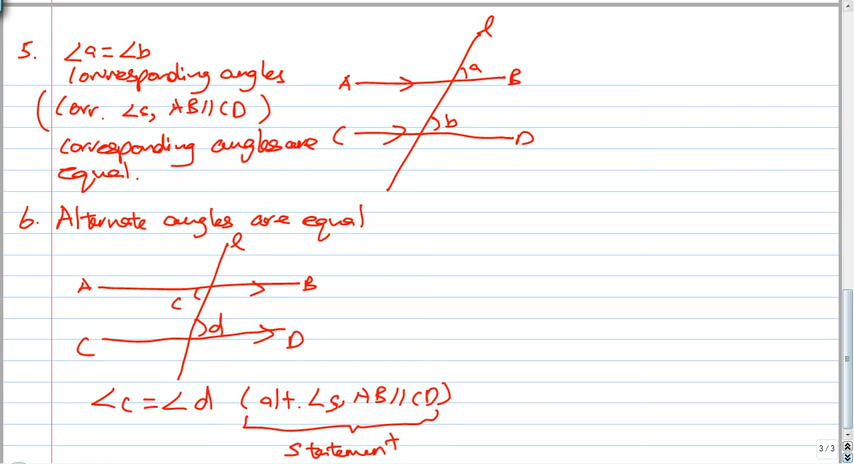 5. ∠a = ∠b
Corresponding angles
(Corr. ∠s, AB // CD)
Corresponding angles are
equal.
l
a
A
B
b
C
D
6. Alternate angles are equal
l
A
B
c
d
C
D
∠c = ∠d (alt. ∠s, AB // CD)
Statement
3 / 3